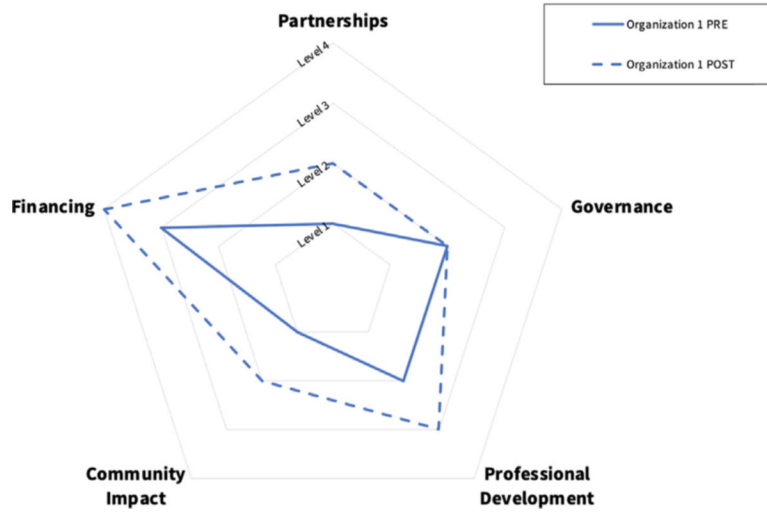 Partnerships
Organization 1 PRE
Organization 1 POST
Level 4
Level 3
Level 2
Level 1
Financing
Governance
Community
Impact
Professional
Development